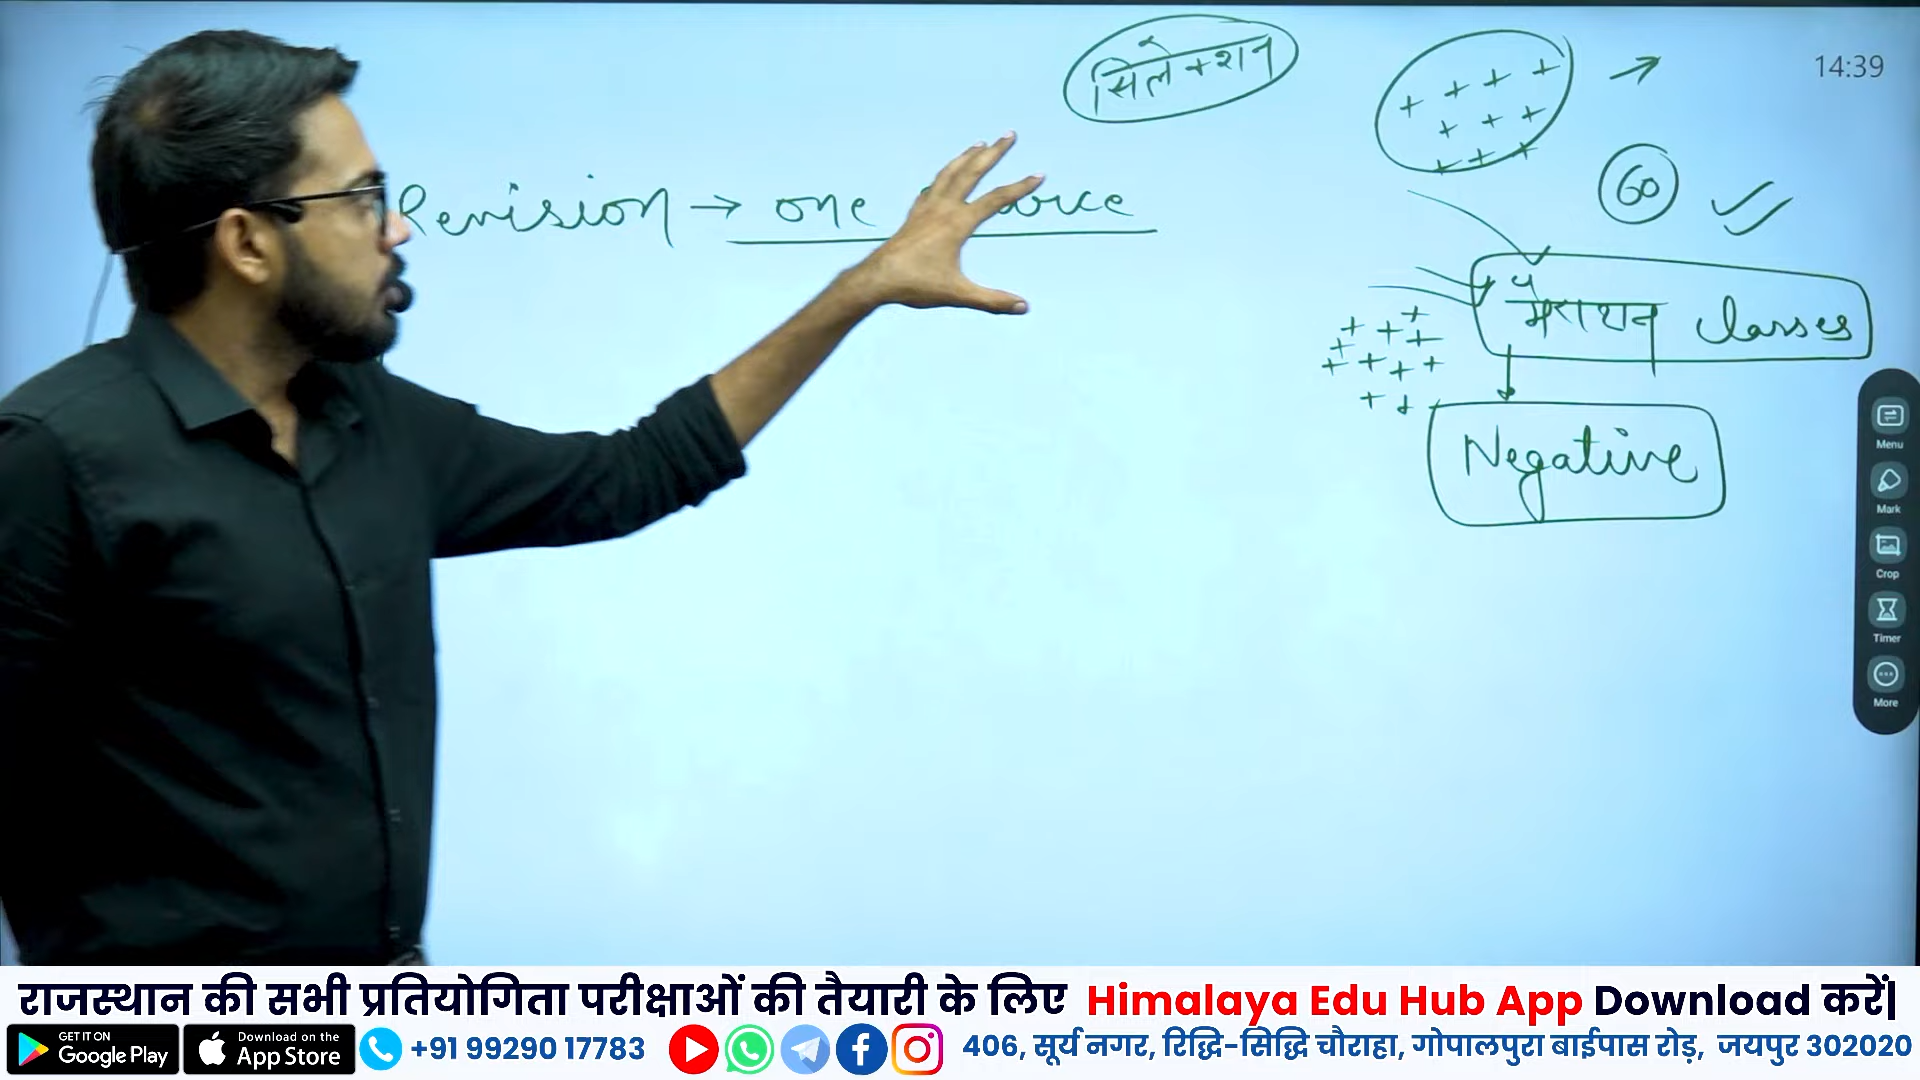 सिलेक्शन
14:39
Revision → one
60
ये
मैराथन classes
Negative
Menu
Mark
Crop
Timer
More
राजस्थान की सभी प्रतियोगिता परीक्षाओं की तैयारी के लिए Himalaya Edu Hub App Download करें|
GET IT ON Google Play Download on the App Store +91 99290 17783 406, सूर्य नगर, रिद्धि-सिद्धि चौराहा, गोपालपुरा बाईपास रोड़, जयपुर 302020